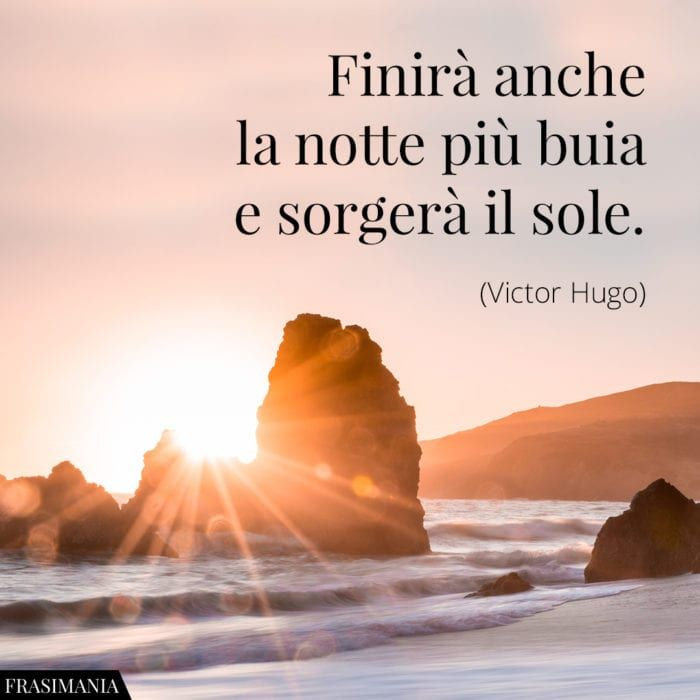 Finirà anche
la notte più buia
e sorgerà il sole.
(Victor Hugo)
FRASIMANIA